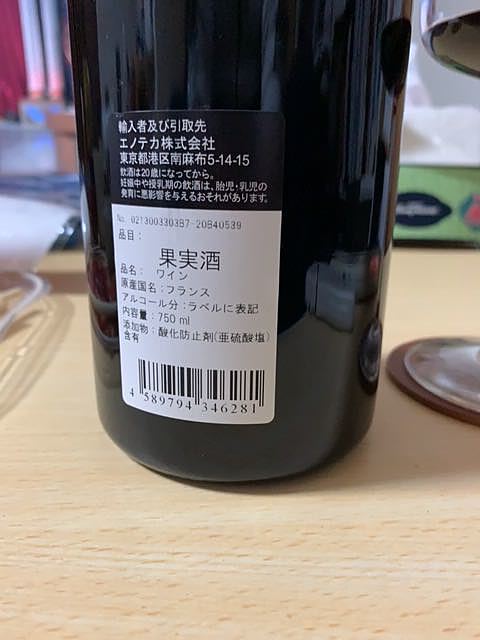 輸入者及び引取先
エノテカ株式会社
東京都港区南麻布5-14-15
飲酒は20歳になってから。
妊娠中や授乳期の飲酒は、胎児・乳児の
発育に悪影響を与えるおそれがあります。
No. 0213003303B7-20B40539
品目：
果実酒
品名： ワイン
原産国名：フランス
アルコール分：ラベルに表記
内容量：750 ml
添加物：酸化防止剤(亜硫酸塩)
含有
4 589794 346281